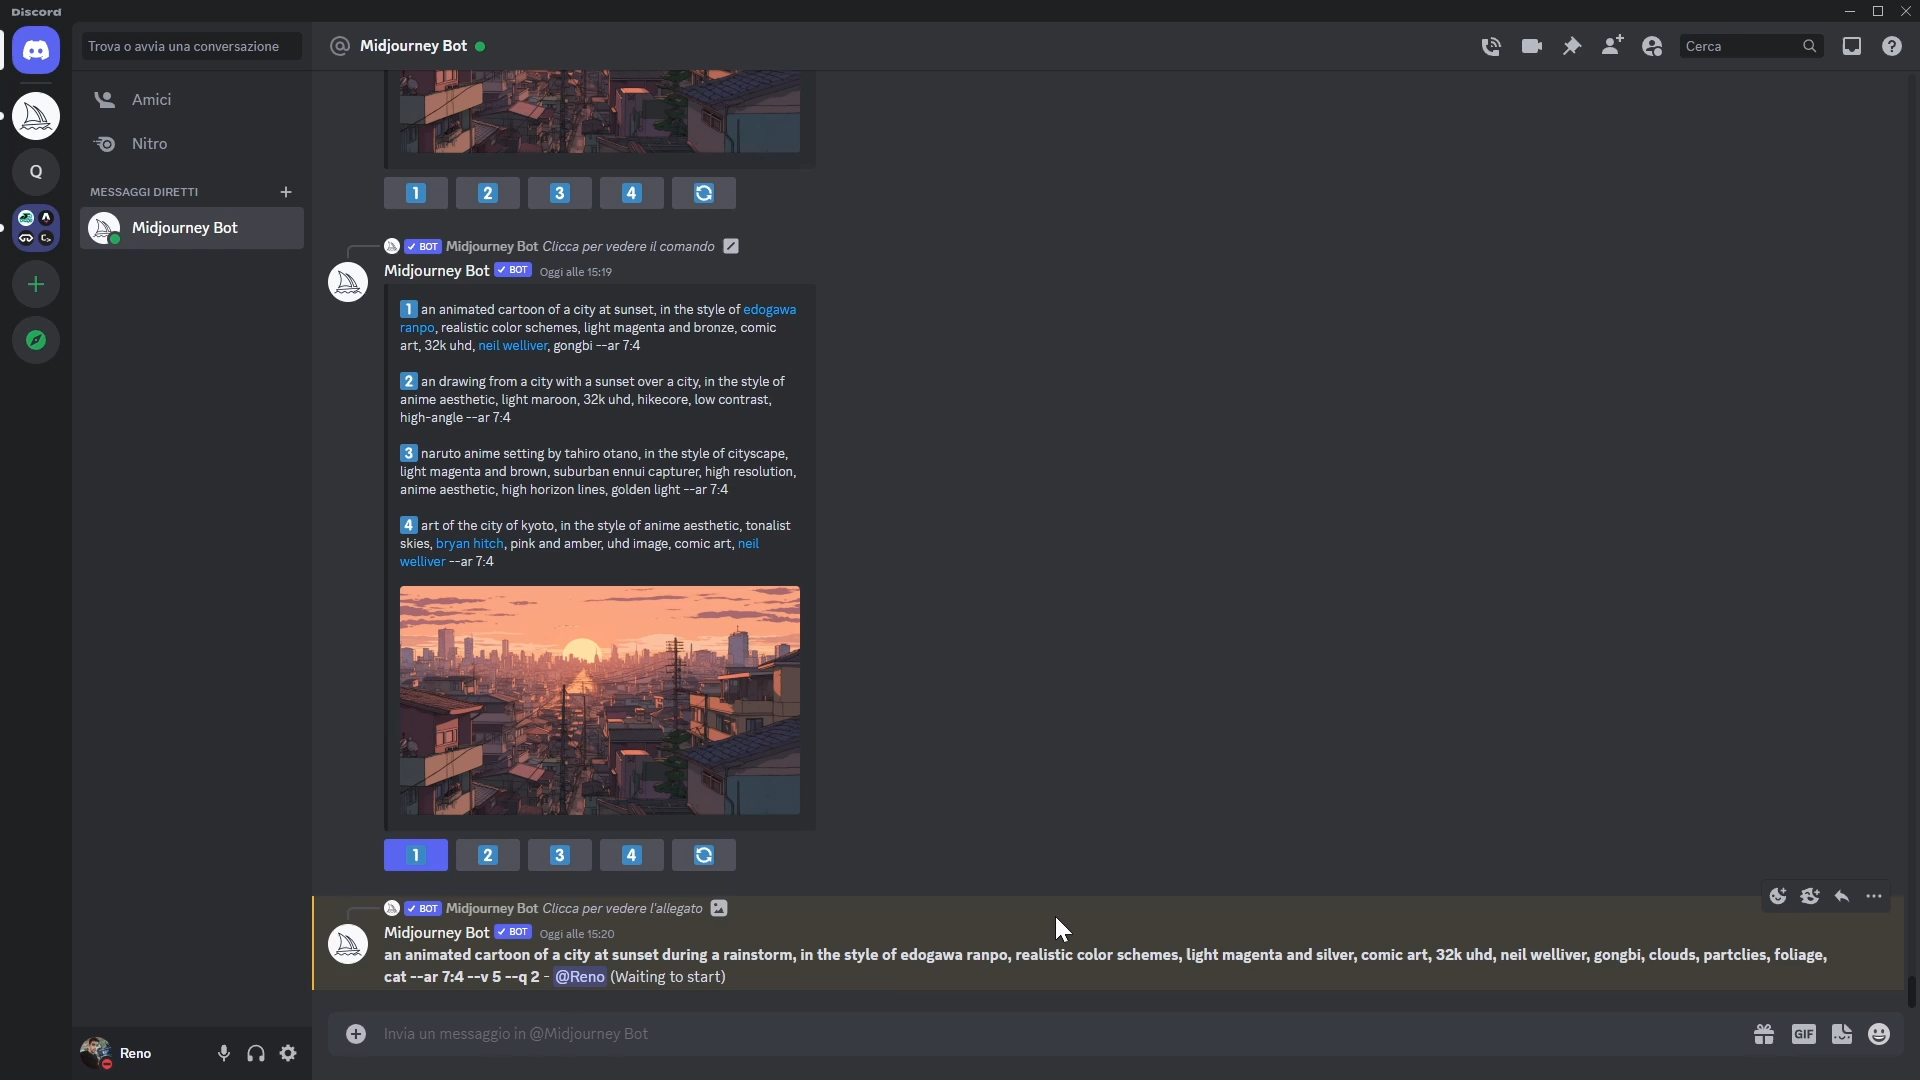 Discord
Trova o avvia una conversazione
Midjourney Bot
Cerca
Amici
Nitro
MESSAGGI DIRETTI
Midjourney Bot
Q
1 2 3 4
BOT Midjourney Bot Clicca per vedere il comando
Midjourney Bot BOT Oggi alle 15:19
1 an animated cartoon of a city at sunset, in the style of edogawa
ranpo, realistic color schemes, light magenta and bronze, comic
art, 32k uhd, neil welliver, gongbi --ar 7:4
2 an drawing from a city with a sunset over a city, in the style of
anime aesthetic, light maroon, 32k uhd, hikecore, low contrast,
high-angle --ar 7:4
3 naruto anime setting by tahiro otano, in the style of cityscape,
light magenta and brown, suburban ennui capturer, high resolution,
anime aesthetic, high horizon lines, golden light --ar 7:4
4 art of the city of kyoto, in the style of anime aesthetic, tonalist
skies, bryan hitch, pink and amber, uhd image, comic art, neil
welliver --ar 7:4
1 2 3 4
BOT Midjourney Bot Clicca per vedere l'allegato
Midjourney Bot BOT Oggi alle 15:20
an animated cartoon of a city at sunset during a rainstorm, in the style of edogawa ranpo, realistic color schemes, light magenta and silver, comic art, 32k uhd, neil welliver, gongbi, clouds, partclies, foliage,
cat --ar 7:4 --v 5 --q 2 - @Reno (Waiting to start)
Invia un messaggio in @Midjourney Bot
GIF
Reno